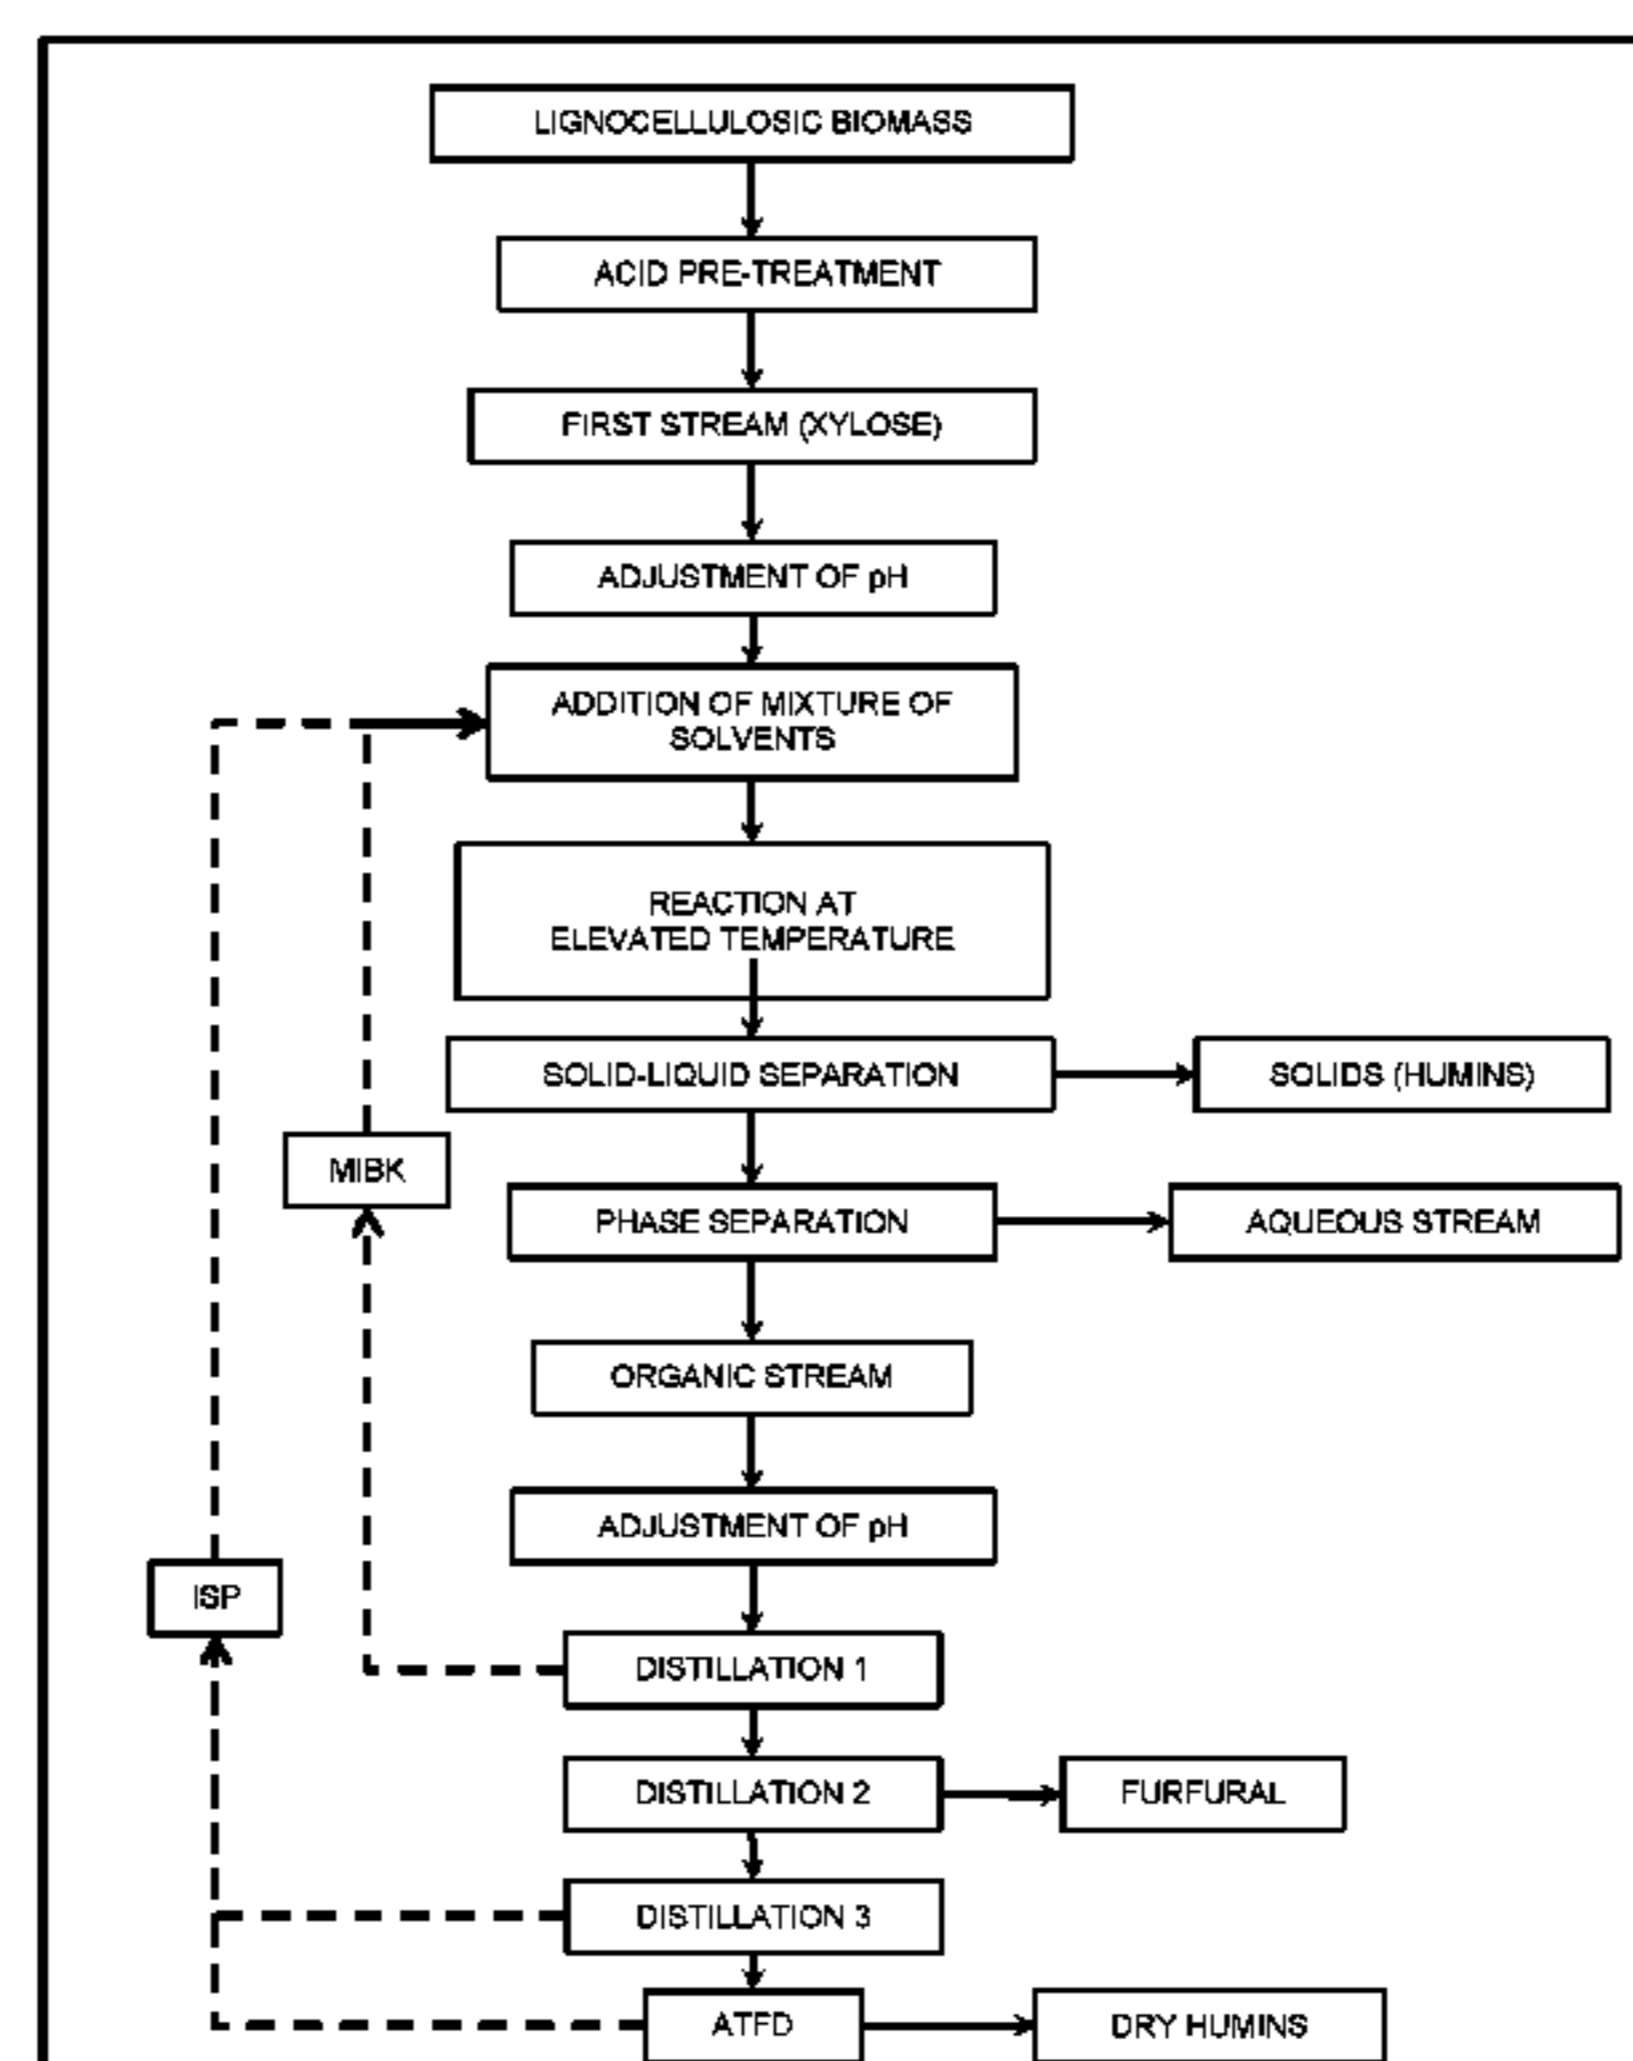 LIGNOCELLULOSIC BIOMASS
ACID PRE-TREATMENT
FIRST STREAM (XYLOSE)
ADJUSTMENT OF pH
ADDITION OF MIXTURE OF
SOLVENTS
REACTION AT
ELEVATED TEMPERATURE
SOLID-LIQUID SEPARATION
SOLIDS (HUMINS)
MIBK
PHASE SEPARATION
AQUEOUS STREAM
ORGANIC STREAM
ADJUSTMENT OF pH
ISP
DISTILLATION 1
DISTILLATION 2
FURFURAL
DISTILLATION 3
ATFD
DRY HUMINS